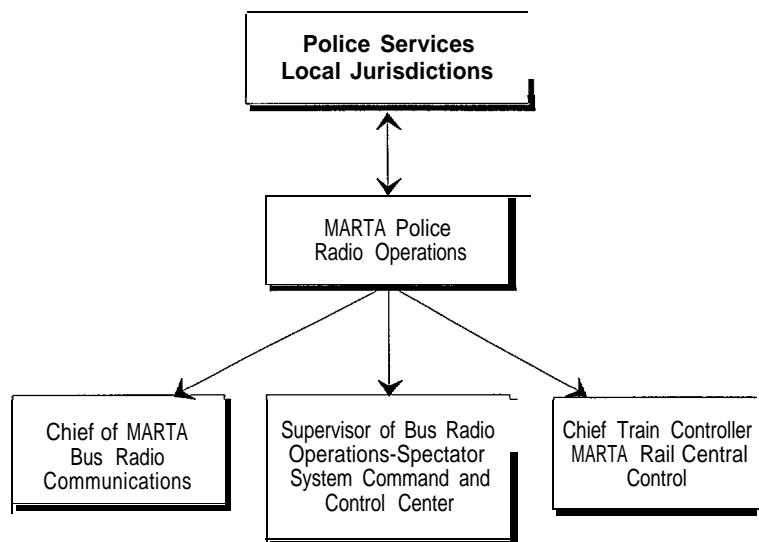 Police Services
Local Jurisdictions
MARTA Police
Radio Operations
Chief of MARTA
Bus Radio
Communications
Supervisor of Bus Radio
Operations-Spectator
System Command and
Control Center
Chief Train Controller
MARTA Rail Central
Control